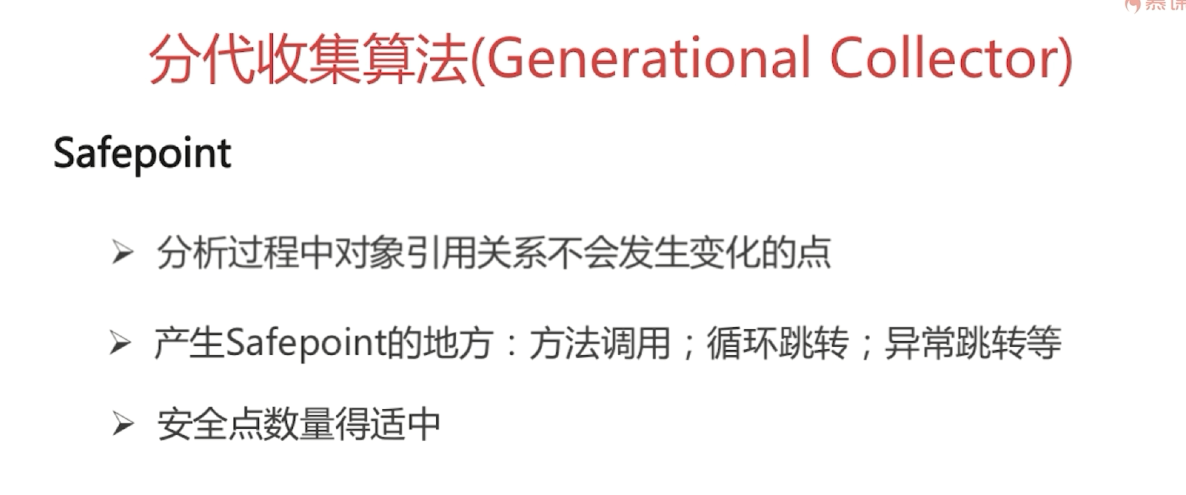 分代收集算法(Generational Collector)
Safepoint
分析过程中对象引用关系不会发生变化的点
产生Safepoint的地方：方法调用；循环跳转；异常跳转等
安全点数量得适中